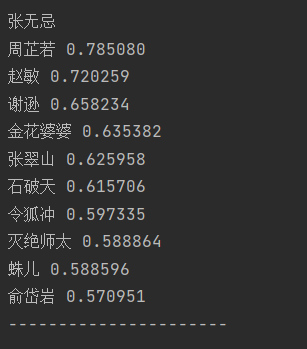 张无忌
周芷若 0.785080
赵敏 0.720259
谢逊 0.658234
金花婆婆 0.635382
张翠山 0.625958
石破天 0.615706
令狐冲 0.597335
灭绝师太 0.588864
蛛儿 0.588596
俞岱岩 0.570951
----------------------